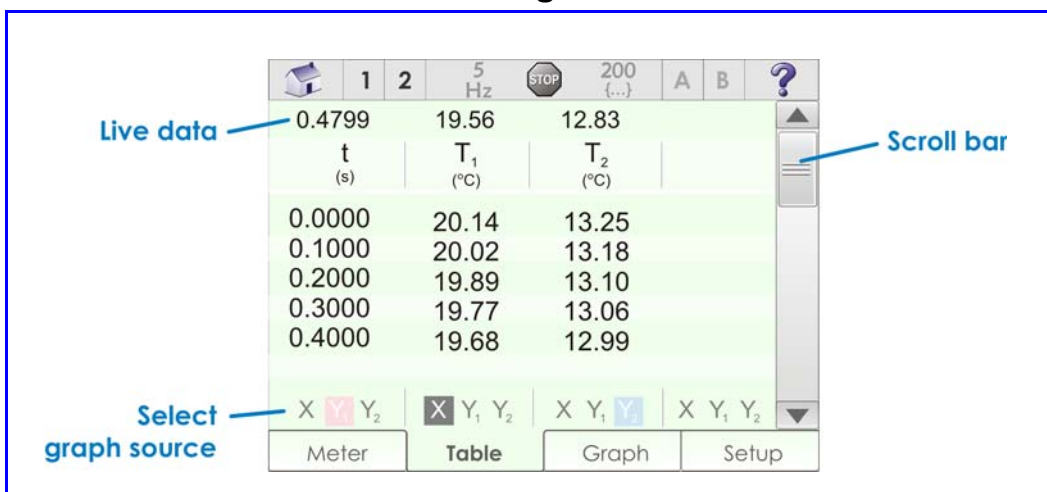 1 2 5 Hz STOP 200 {...} A B ?
Live data
0.4799 19.56 12.83
Scroll bar
t T₁ T₂
(s) (°C) (°C)
0.0000 20.14 13.25
0.1000 20.02 13.18
0.2000 19.89 13.10
0.3000 19.77 13.06
0.4000 19.68 12.99
Select
graph source
X Y₁ Y₂ X Y₁ Y₂ X Y₁ Y₂ X Y₁ Y₂
Meter Table Graph Setup